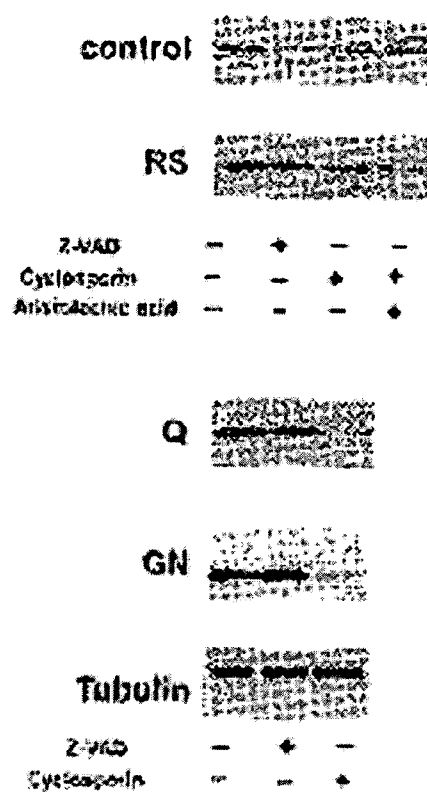 control
RS
Z-VAD − + − −
Cyclosporin − − + +
Aristolochic acid − − − +
Q
GN
Tubulin
Z-VAD − + −
Cyclosporin − − +